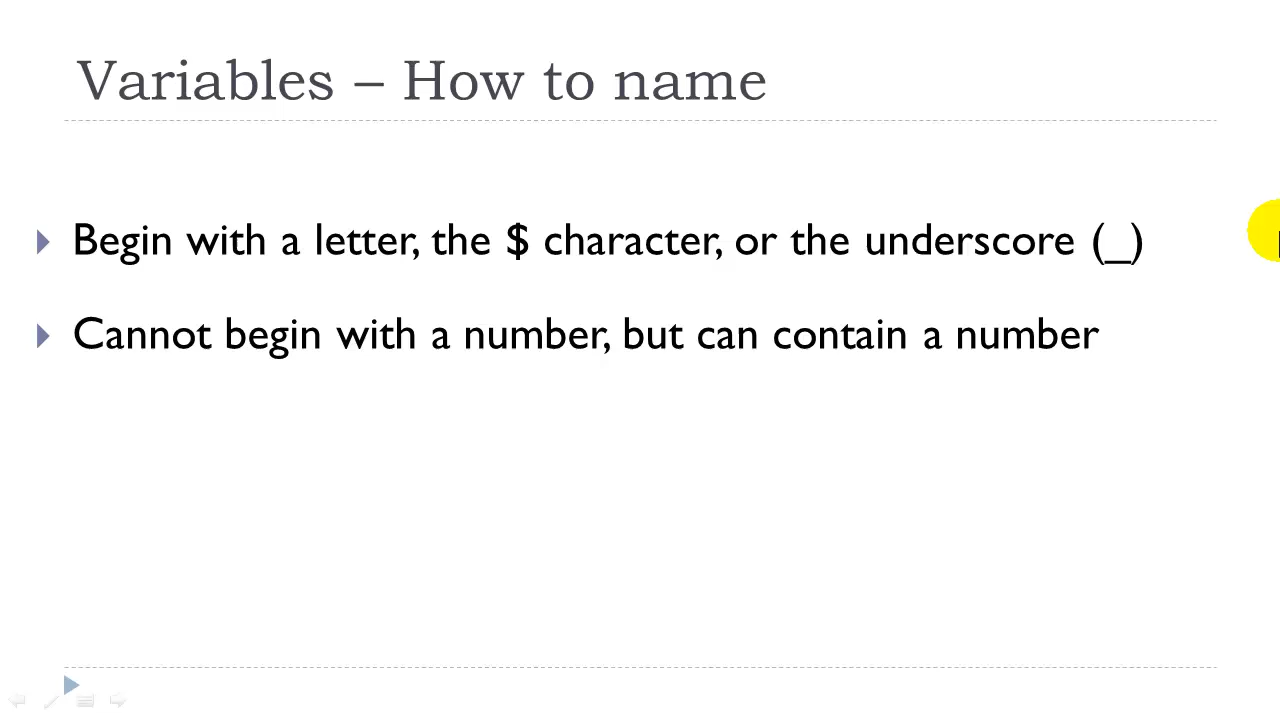 Variables – How to name
Begin with a letter, the $ character, or the underscore (_)
Cannot begin with a number, but can contain a number